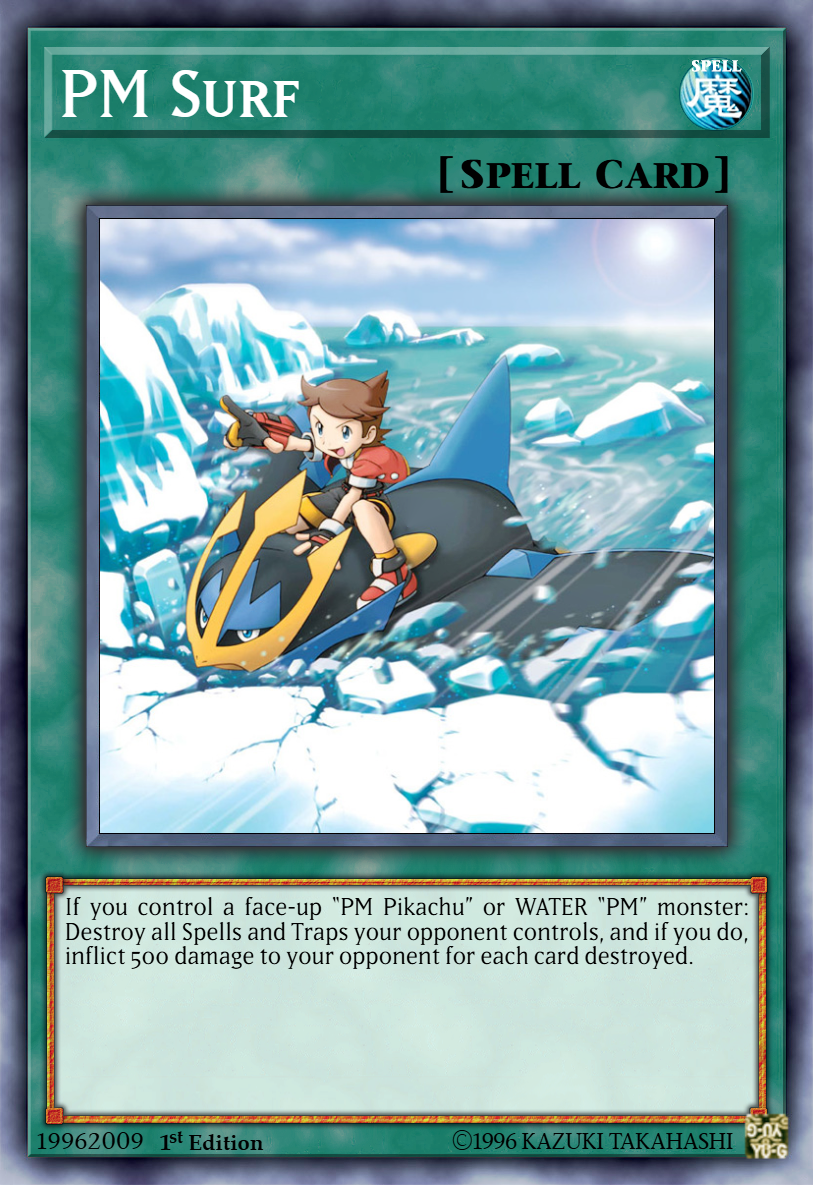 PM Surf
SPELL
魔
[Spell Card]
If you control a face-up "PM Pikachu" or WATER "PM" monster:
Destroy all Spells and Traps your opponent controls, and if you do,
inflict 500 damage to your opponent for each card destroyed.
19962009 1st Edition ©1996 KAZUKI TAKAHASHI